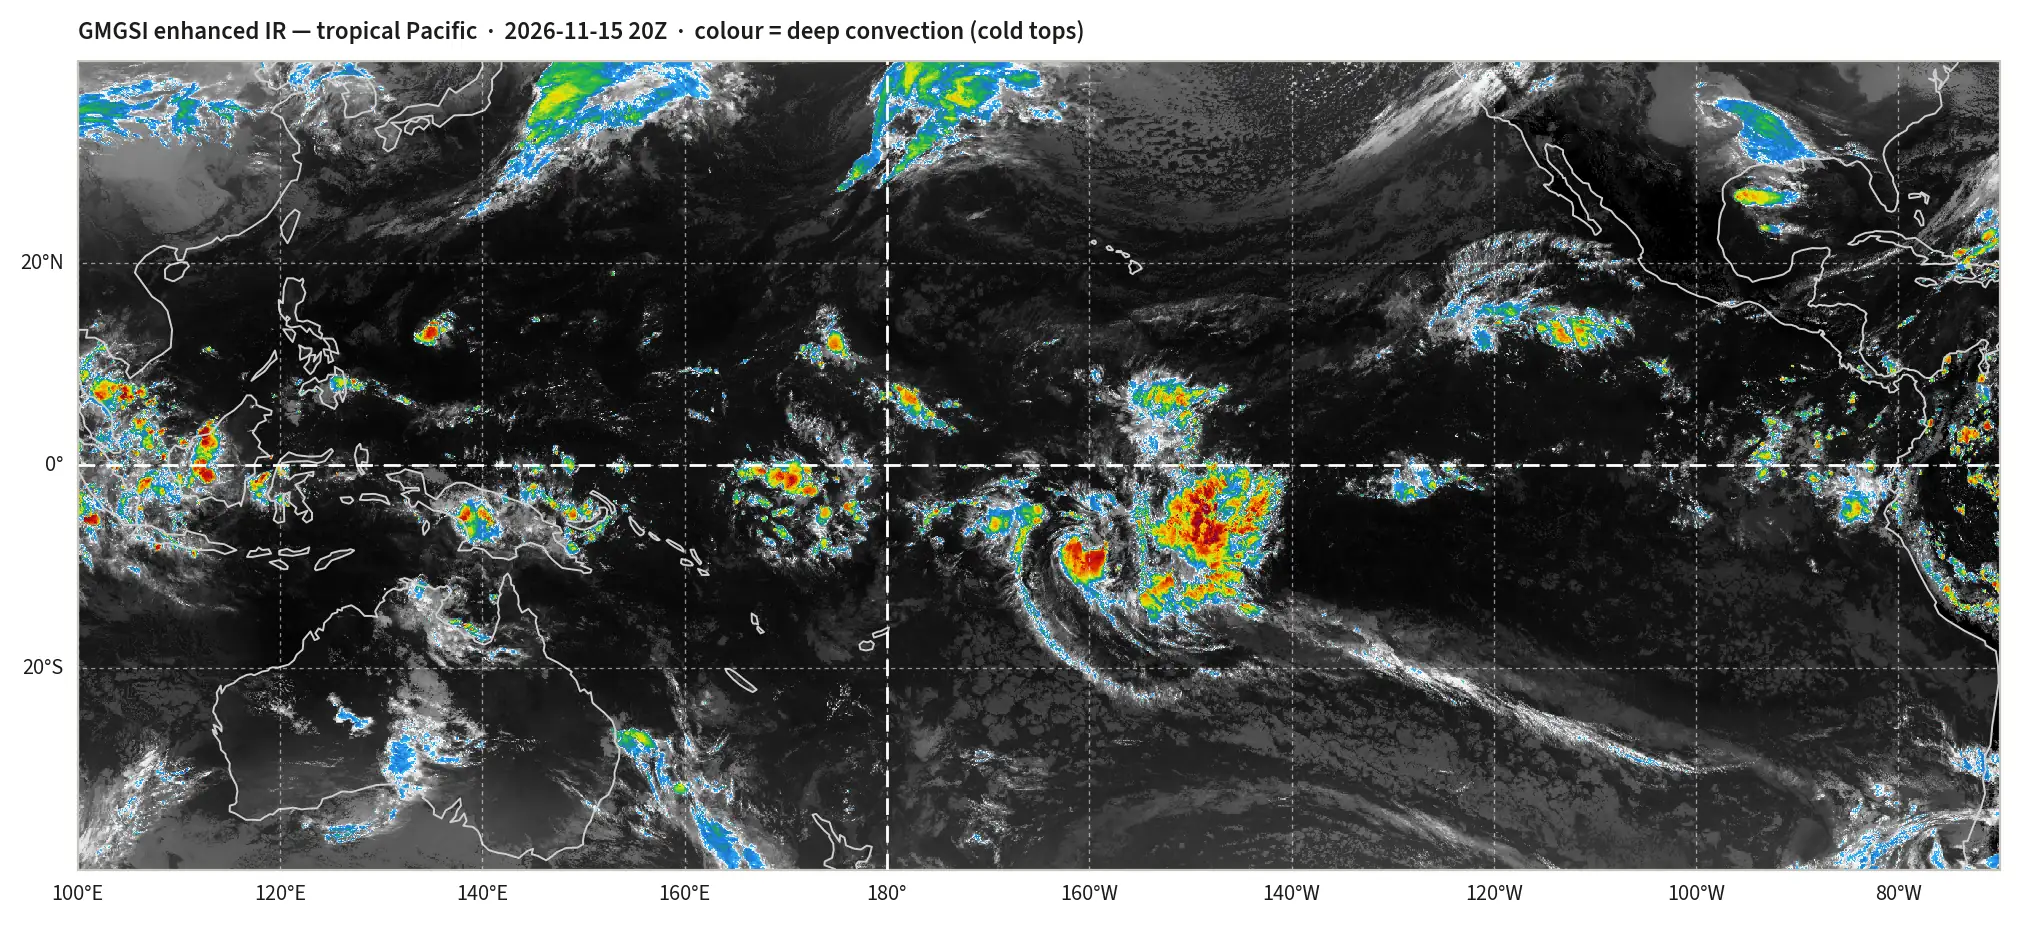 GMGSI enhanced IR — tropical Pacific · 2026-11-15 20Z · colour = deep convection (cold tops)
20°N
0°
20°S
100°E 120°E 140°E 160°E 180° 160°W 140°W 120°W 100°W 80°W